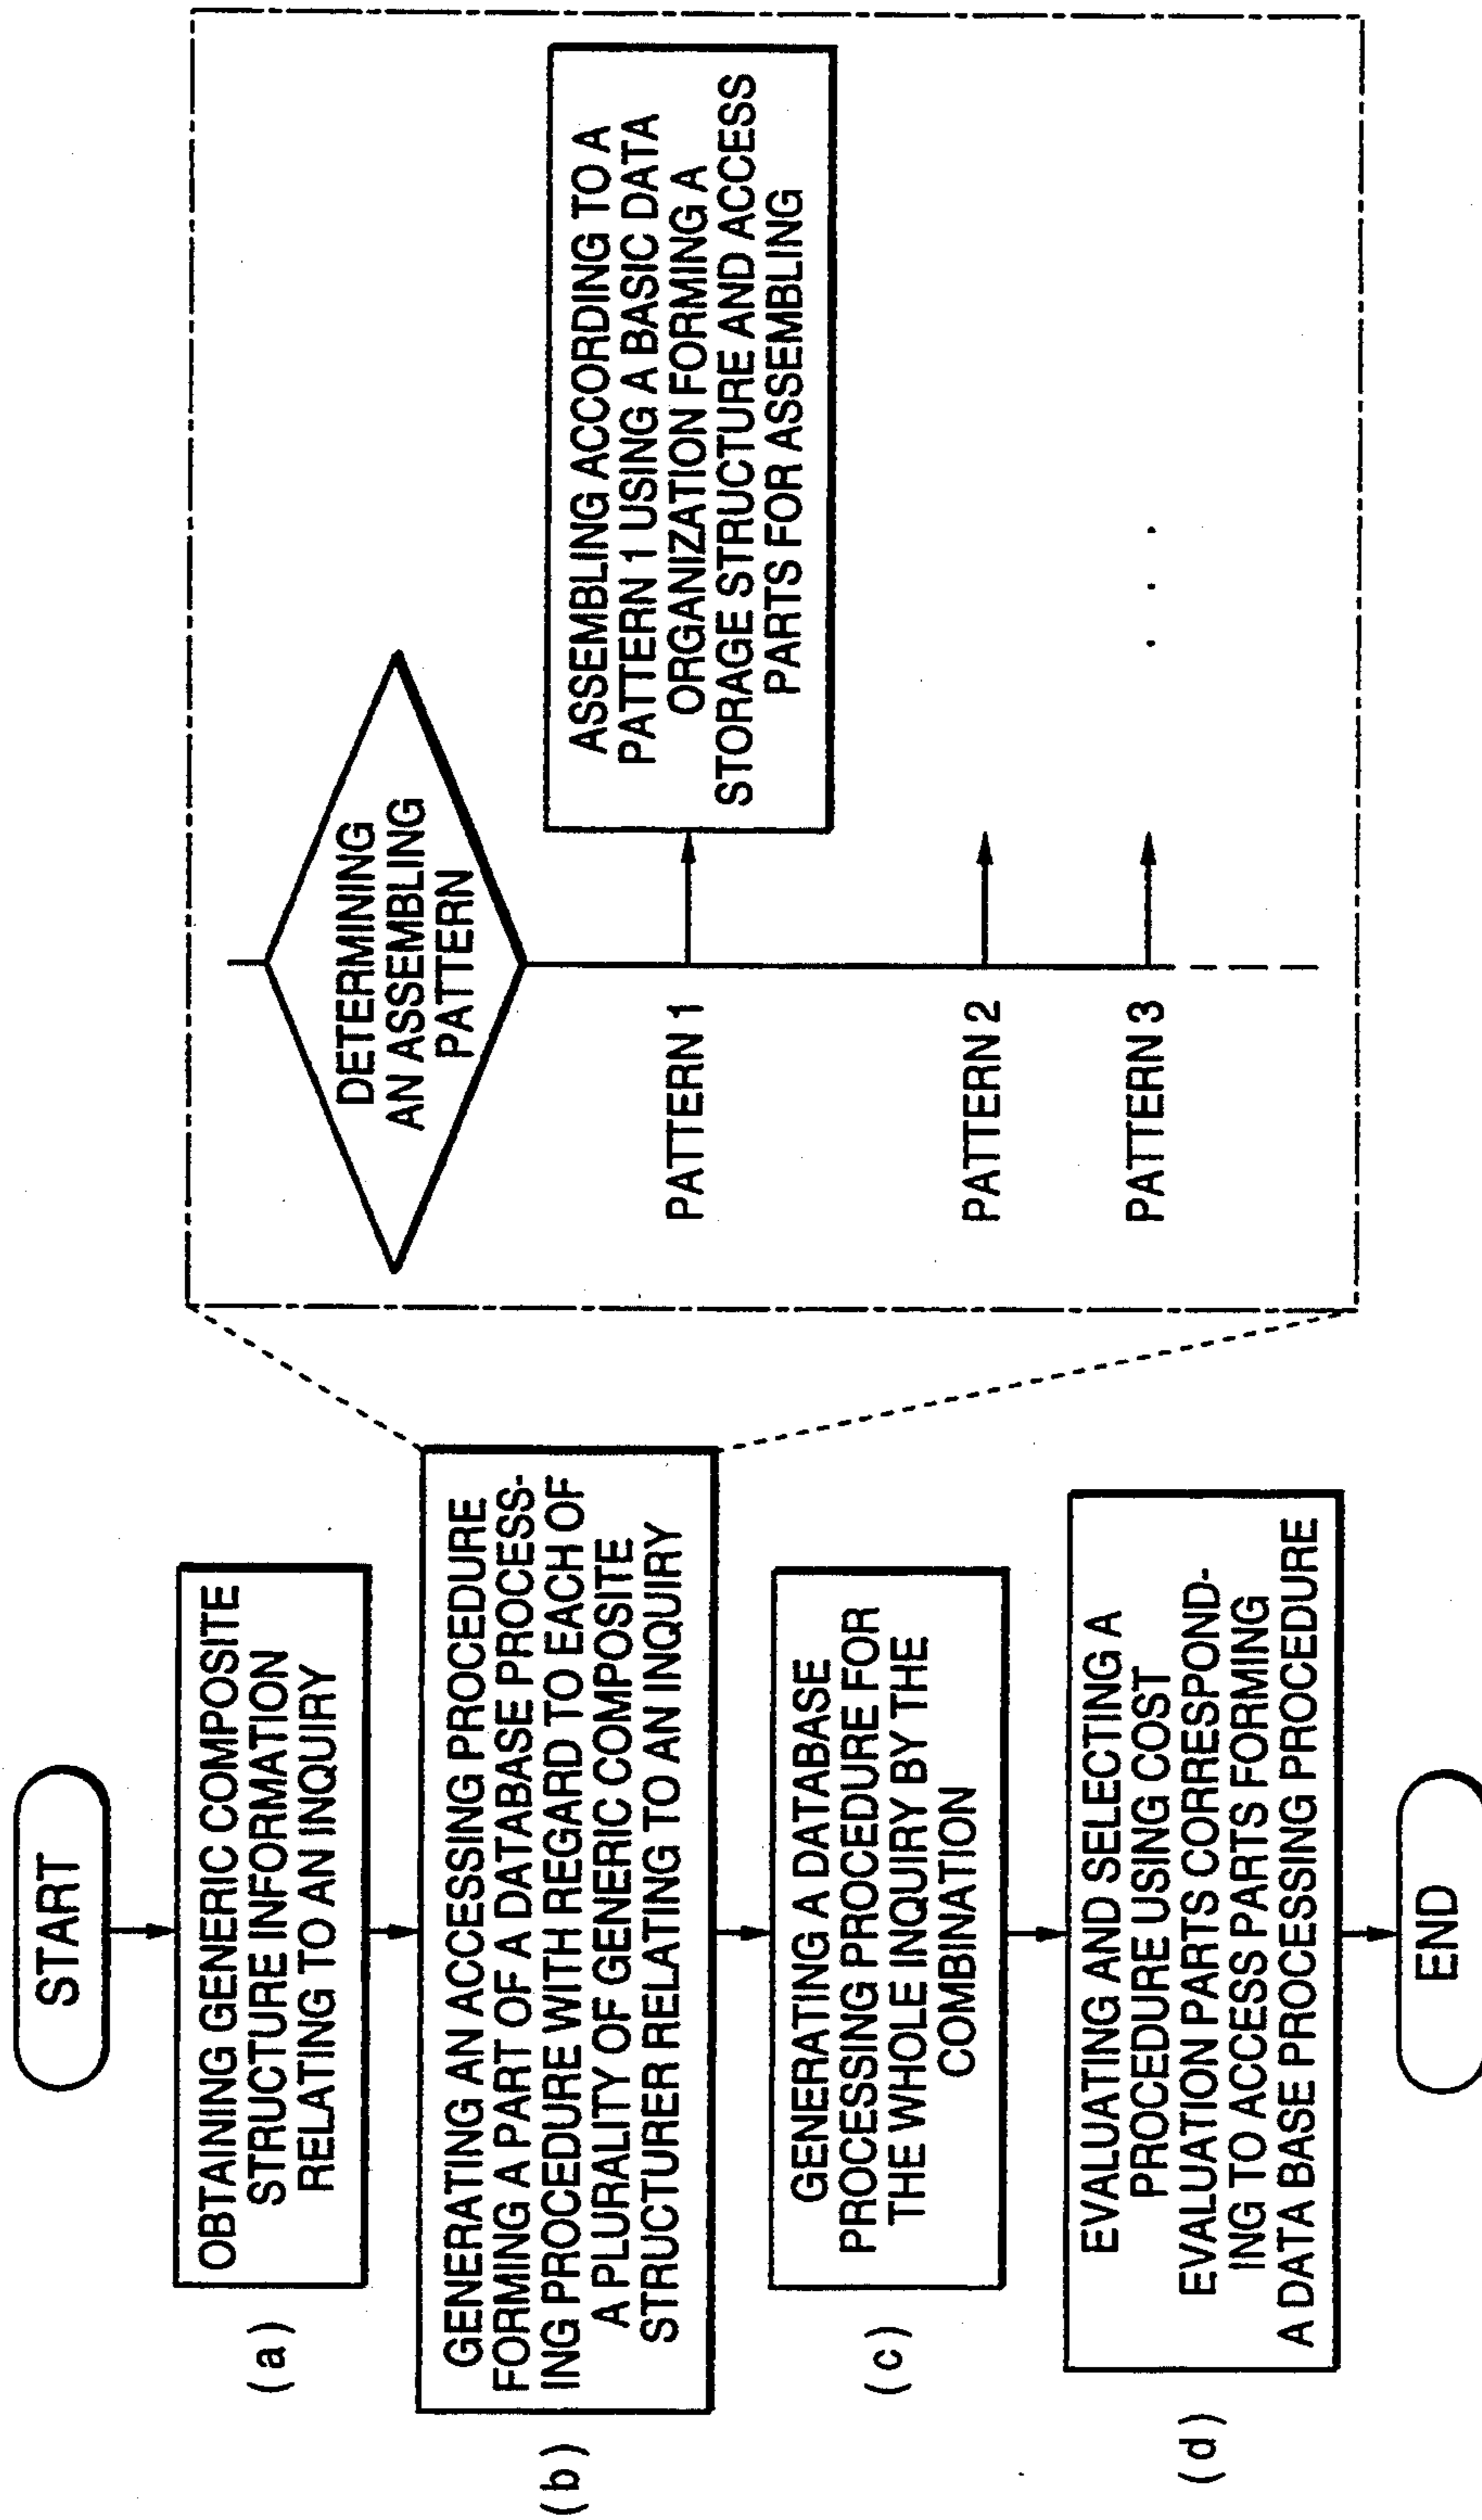 START
(a)
OBTAINING GENERIC COMPOSITE
STRUCTURE INFORMATION
RELATING TO AN INQUIRY
(b)
GENERATING AN ACCESSING PROCEDURE
FORMING A PART OF A DATABASE PROCESS-
ING PROCEDURE WITH REGARD TO EACH OF
A PLURALITY OF GENERIC COMPOSITE
STRUCTURER RELATING TO AN INQUIRY
(c)
GENERATING A DATABASE
PROCESSING PROCEDURE FOR
THE WHOLE INQUIRY BY THE
COMBINATION
(d)
EVALUATING AND SELECTING A
PROCEDURE USING COST
EVALUATION PARTS CORRESPOND-
ING TO ACCESS PARTS FORMING
A DATA BASE PROCESSING PROCEDURE
END
DETERMINING
AN ASSEMBLING
PATTERN
PATTERN 1
ASSEMBLING ACCORDING TO A
PATTERN 1 USING A BASIC DATA
ORGANIZATION FORMING A
STORAGE STRUCTURE AND ACCESS
PARTS FOR ASSEMBLING
PATTERN 2
PATTERN 3
. . .